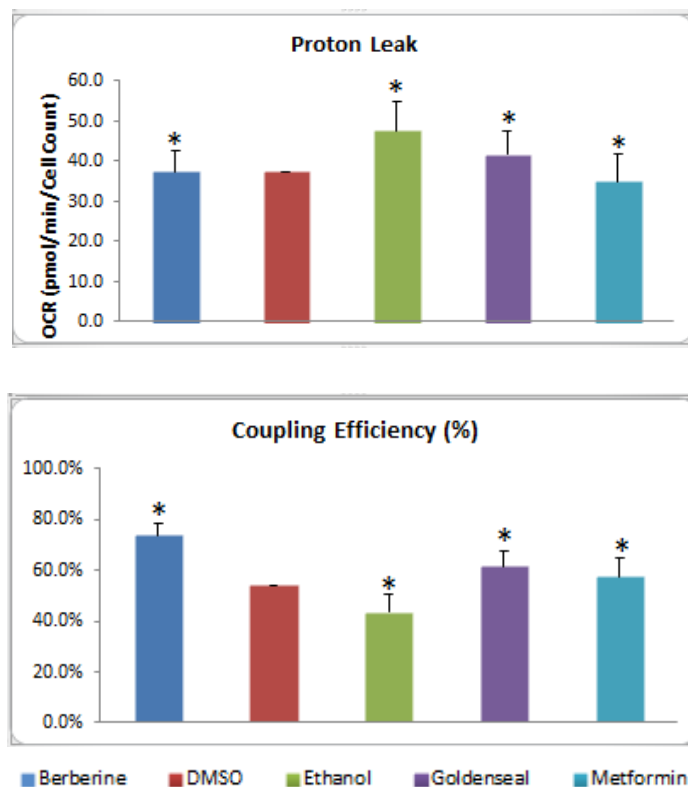 Proton Leak
OCR (pmol/min/Cell Count)
60.0
50.0
40.0
30.0
20.0
10.0
0.0
* * * *
Coupling Efficiency (%)
100.0%
80.0%
60.0%
40.0%
20.0%
0.0%
* * * *
Berberine DMSO Ethanol Goldenseal Metformin